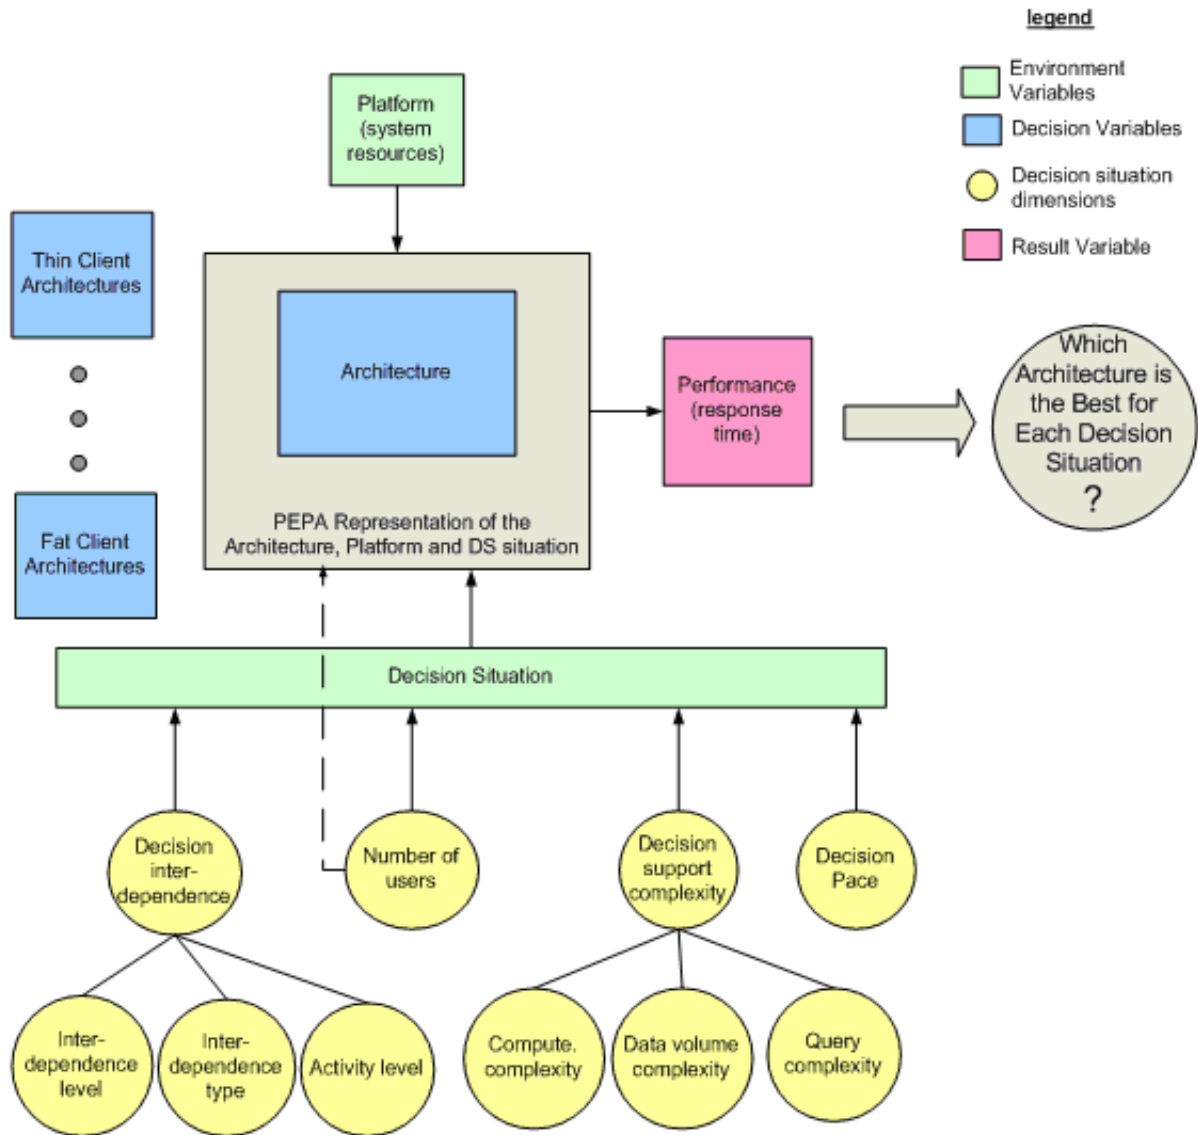 legend
Environment
Variables
Decision Variables
Decision situation
dimensions
Result Variable
Platform
(system
resources)
Thin Client
Architectures
Fat Client
Architectures
Architecture
PEPA Representation of the
Architecture, Platform and DS situation
Performance
(response
time)
Which
Architecture is
the Best for
Each Decision
Situation
?
Decision Situation
Decision
inter-
dependence
Number of
users
Decision
support
complexity
Decision
Pace
Inter-
dependence
level
Inter-
dependence
type
Activity level
Compute.
complexity
Data volume
complexity
Query
complexity